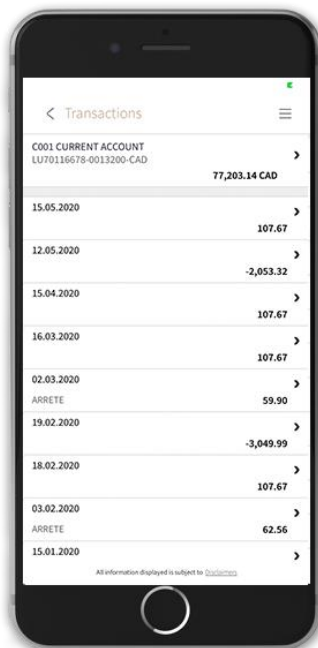 Transactions
C001 CURRENT ACCOUNT
LU70116678-0013200-CAD
77,203.14 CAD
15.05.2020
107.67
12.05.2020
-2,053.32
15.04.2020
107.67
16.03.2020
107.67
02.03.2020
ARRETE 59.90
19.02.2020
-3,049.99
18.02.2020
107.67
03.02.2020
ARRETE 62.56
15.01.2020
All information displayed is subject to Disclaimers